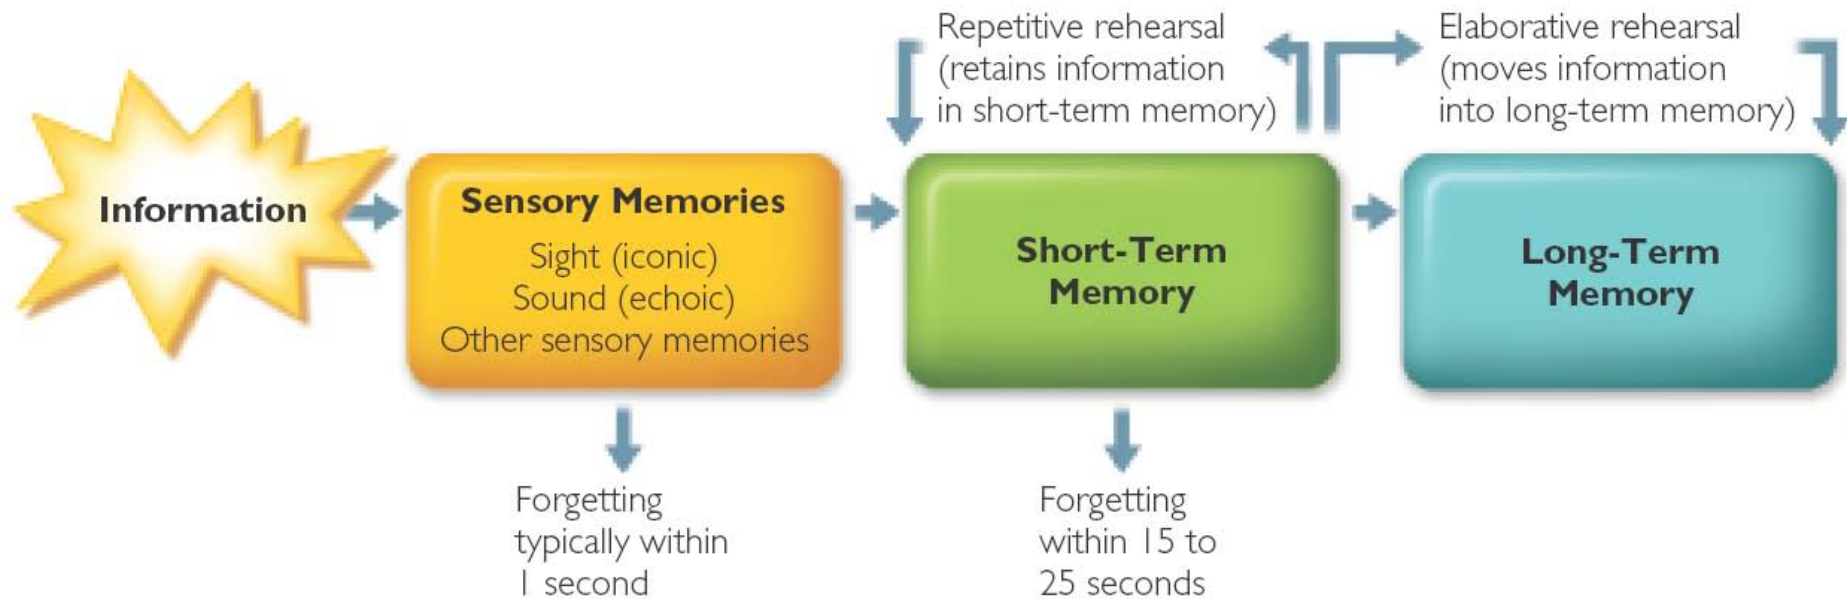 Information
Sensory Memories
Sight (iconic)
Sound (echoic)
Other sensory memories
Forgetting
typically within
1 second
Repetitive rehearsal
(retains information
in short-term memory)
Short-Term
Memory
Forgetting
within 15 to
25 seconds
Elaborative rehearsal
(moves information
into long-term memory)
Long-Term
Memory